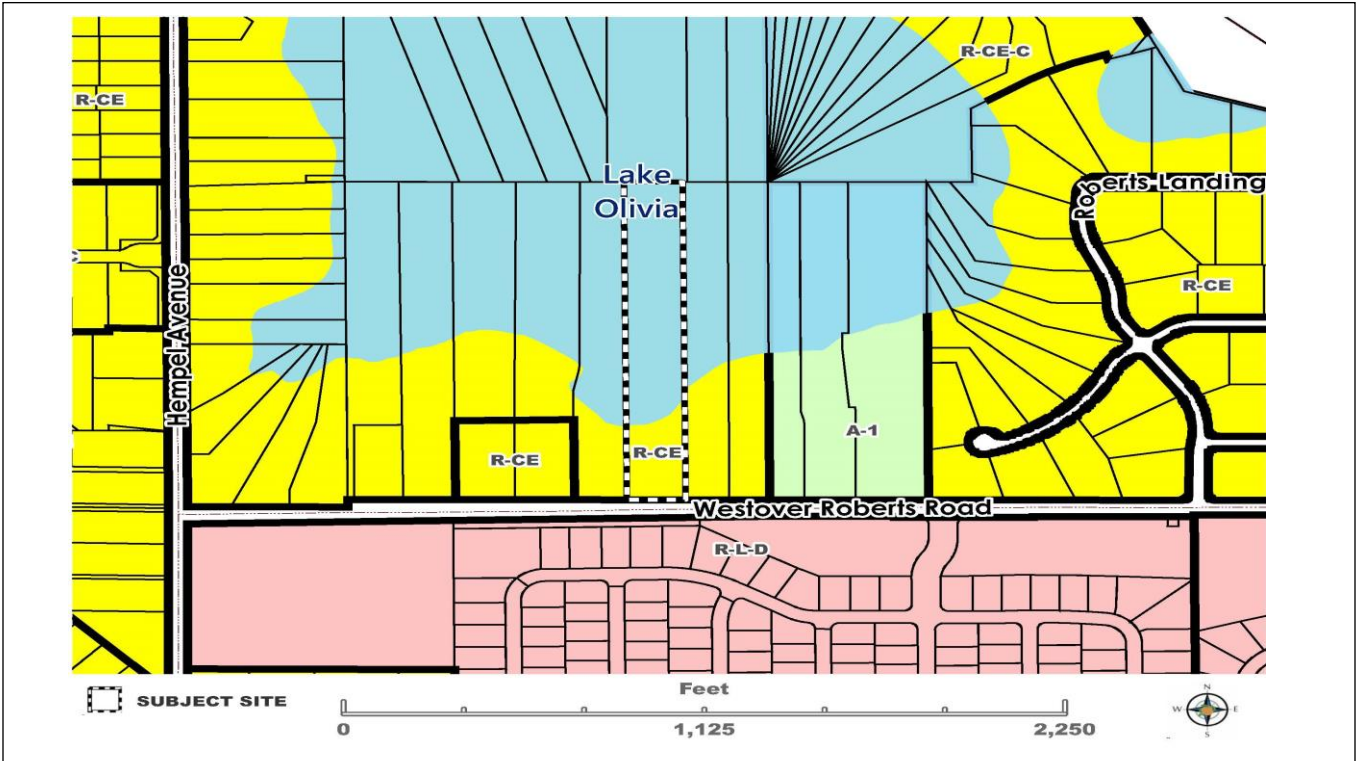 R-CE-C
R-CE
Roberts Landing
Lake
Olivia
R-CE
Hempel Avenue
A-1
R-CE
R-CE
Westover Roberts Road
R-L-D
SUBJECT SITE
Feet
0
1,125
2,250
N
W
E
S